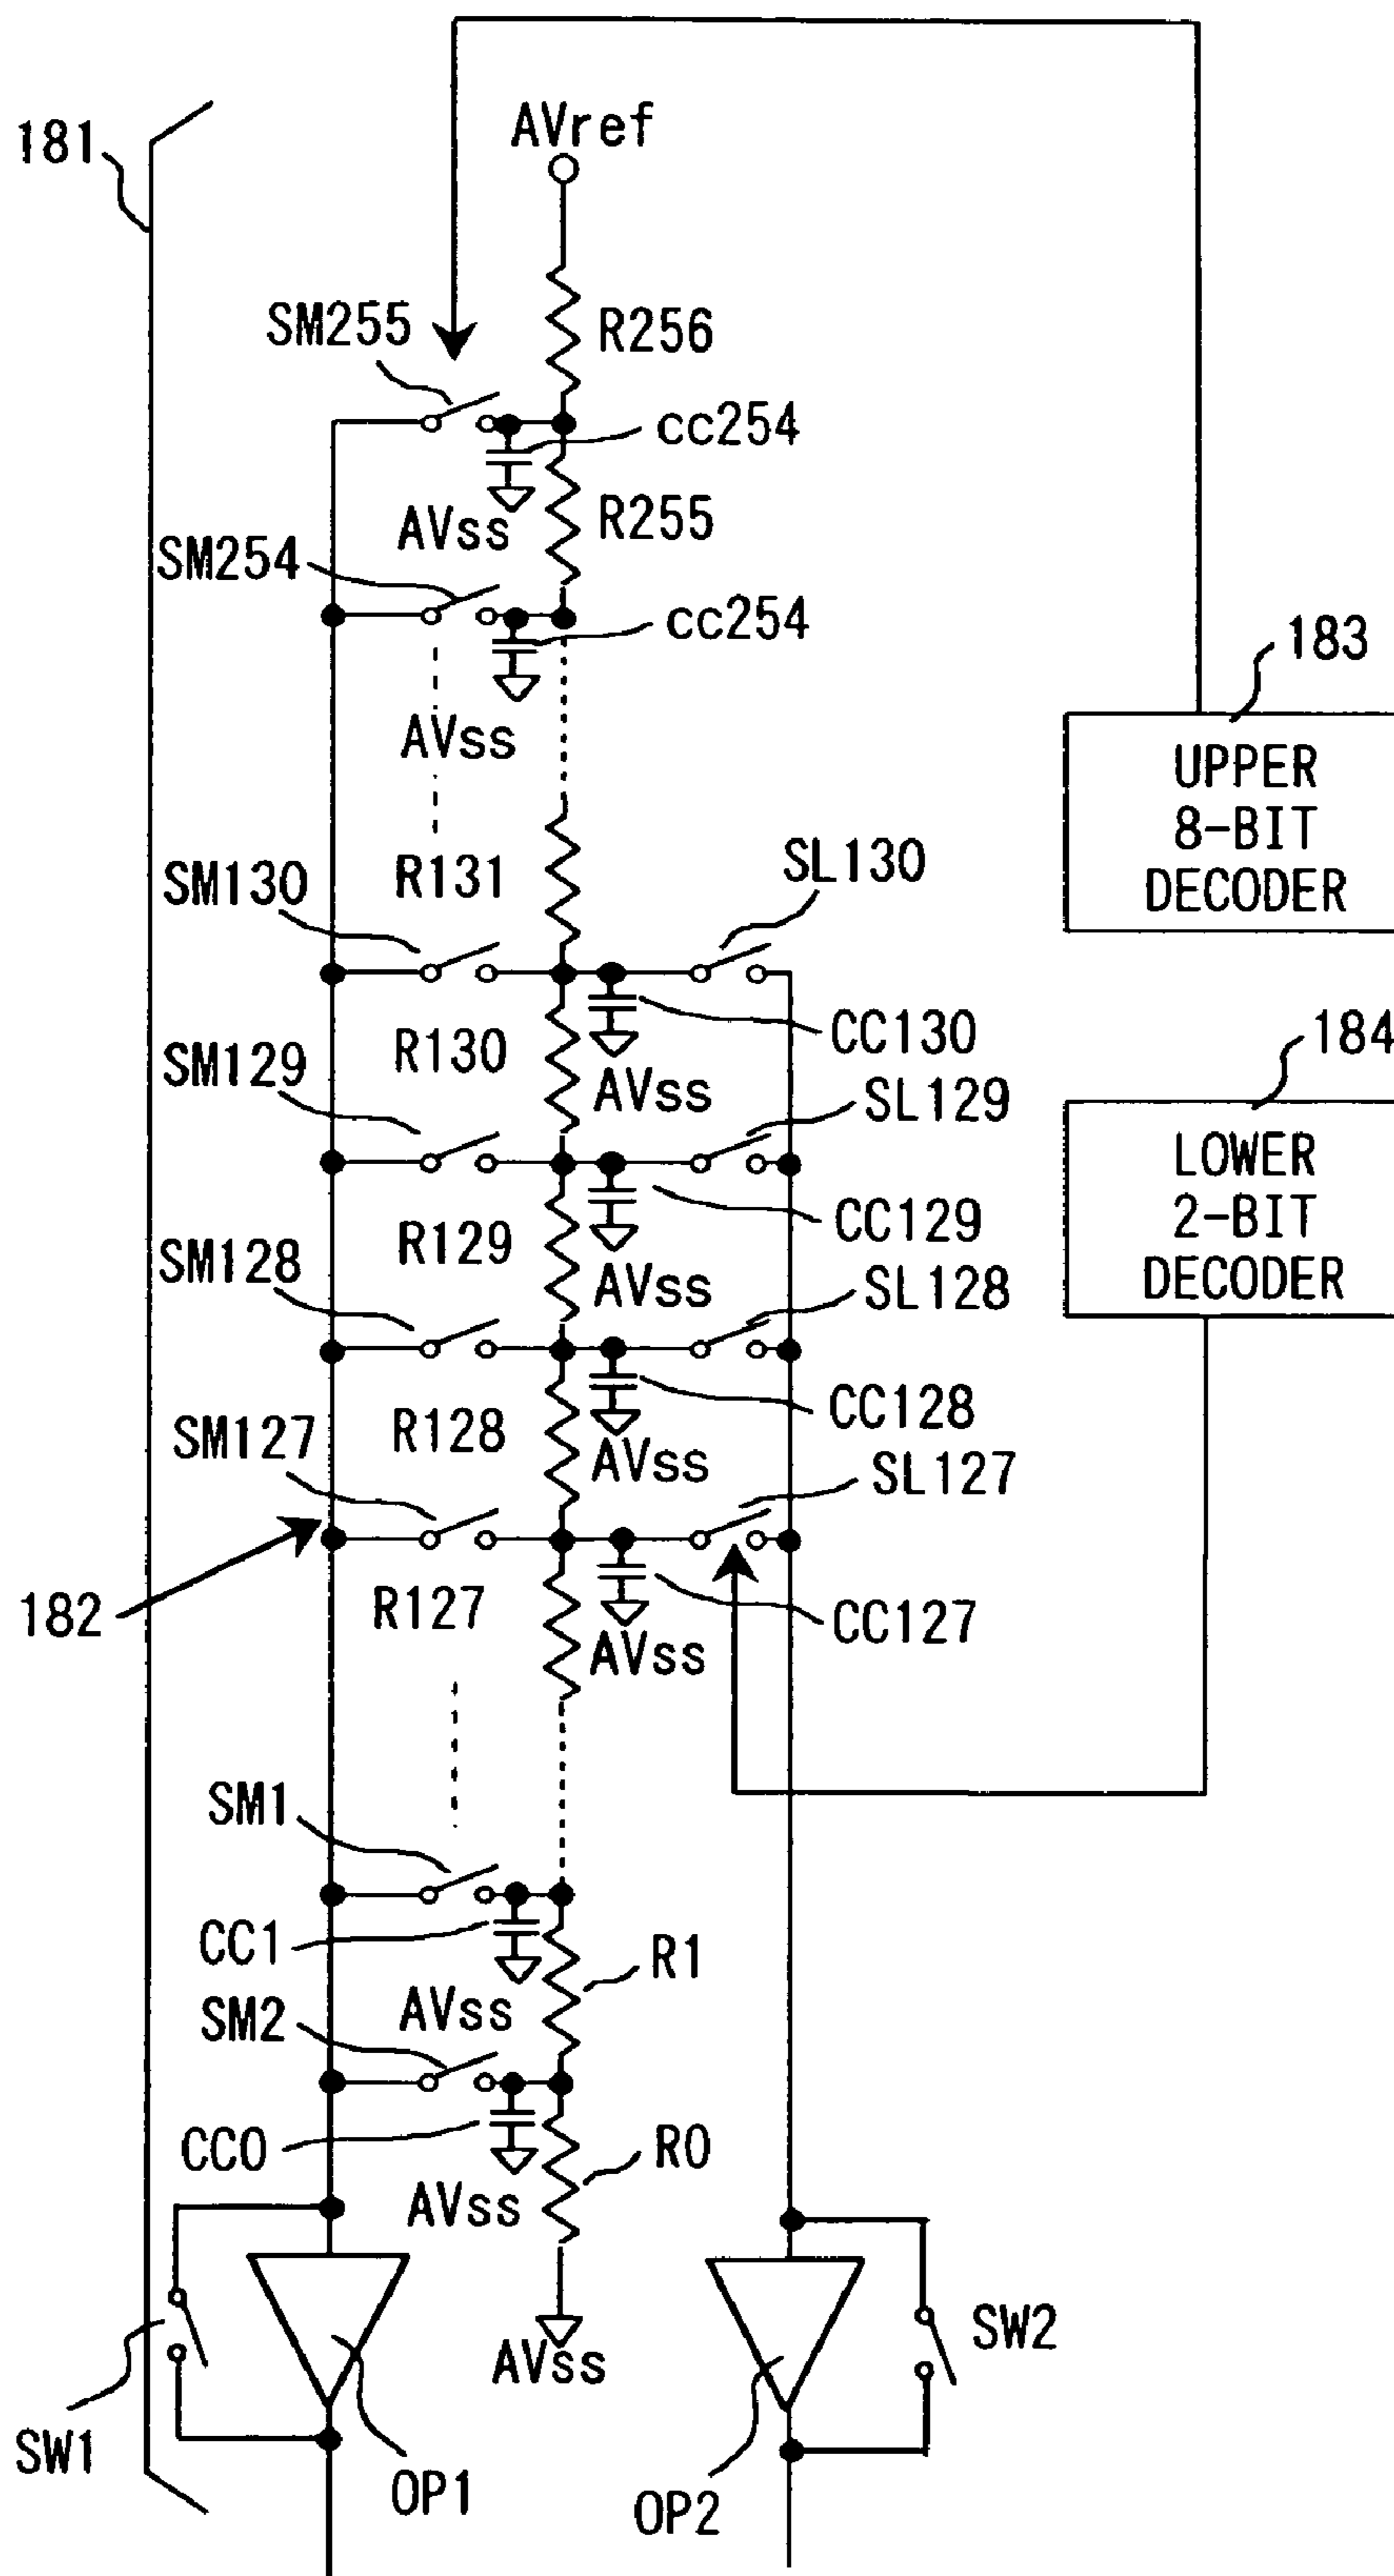 181
AVref
SM255
R256
cc254
AVss
R255
SM254
cc254
183
AVss
UPPER
8-BIT
DECODER
SM130
R131
SL130
CC130
184
SM129
R130
AVss
SL129
LOWER
2-BIT
DECODER
CC129
SM128
R129
AVss
SL128
CC128
SM127
R128
AVss
SL127
182
R127
CC127
AVss
SM1
CC1
R1
AVss
SM2
CC0
R0
AVss
SW2
AVss
SW1
OP1
OP2